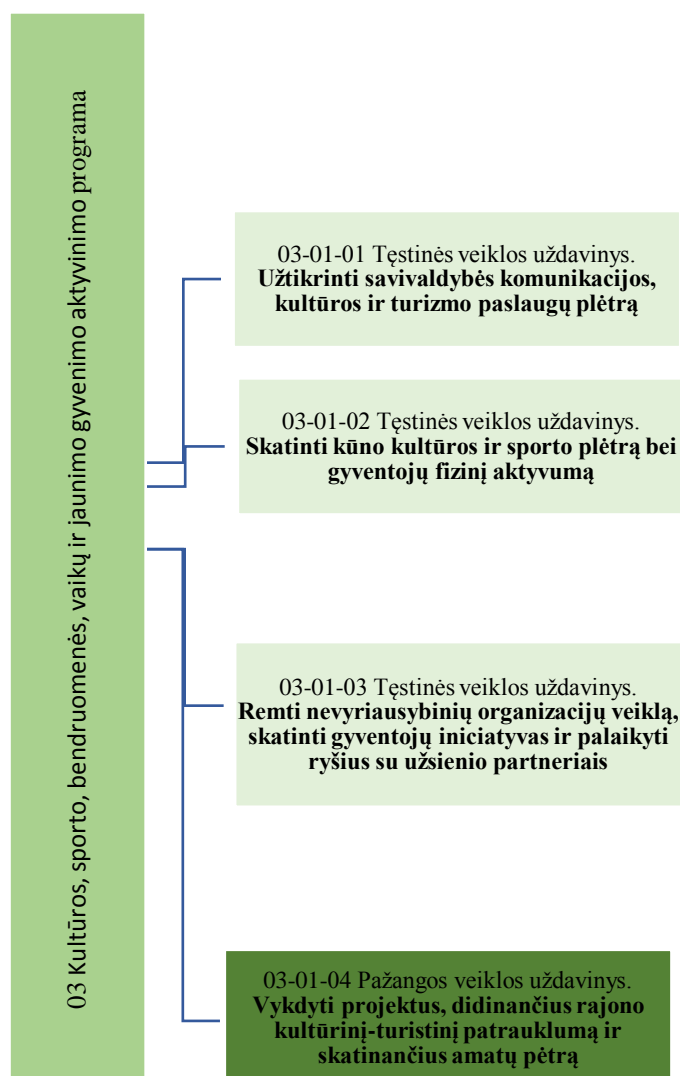 03 Kultūros, sporto, bendruomenės, vaikų ir jaunimo gyvenimo aktyvinimo programa
03-01-01 Tęstinės veiklos uždavinys.
Užtikrinti savivaldybės komunikacijos,
kultūros ir turizmo paslaugų plėtrą
03-01-02 Tęstinės veiklos uždavinys.
Skatinti kūno kultūros ir sporto plėtrą bei
gyventojų fizinį aktyvumą
03-01-03 Tęstinės veiklos uždavinys.
Remti nevyriausybinių organizacijų veiklą,
skatinti gyventojų iniciatyvas ir palaikyti
ryšius su užsienio partneriais
03-01-04 Pažangos veiklos uždavinys.
Vykdyti projektus, didinančius rajono
kultūrinį-turistinį patrauklumą ir
skatinančius amatų pėtrą